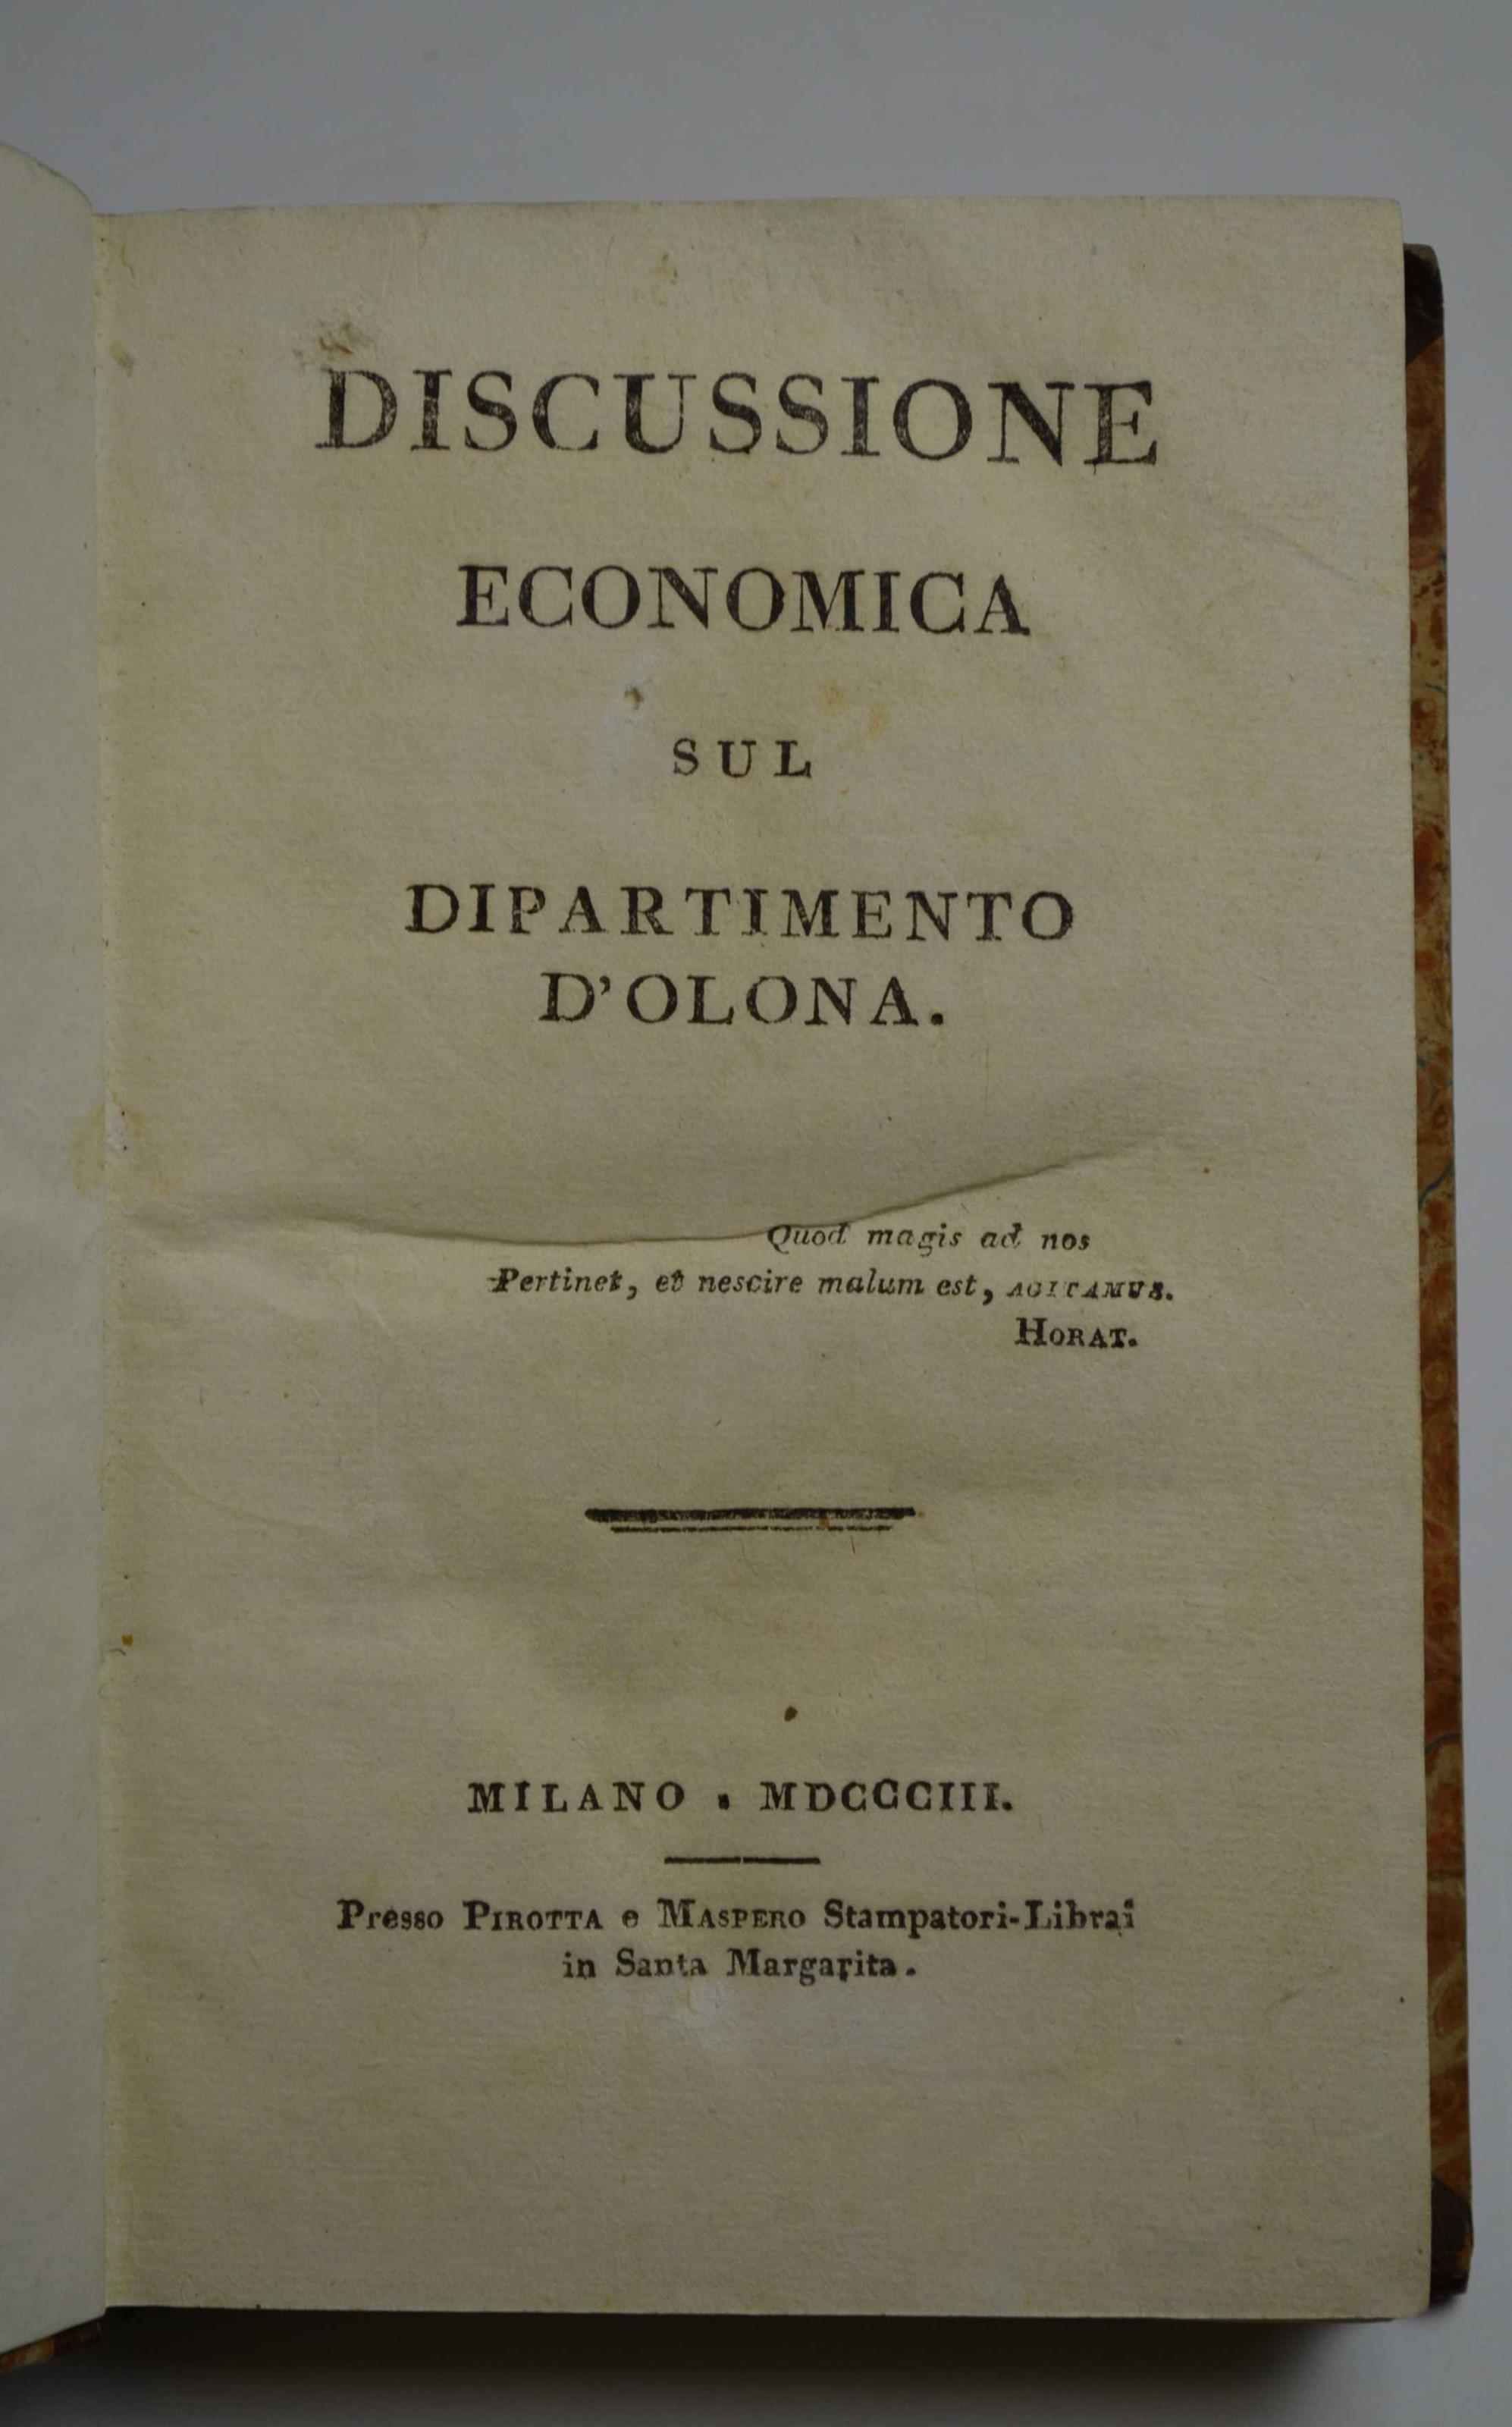 DISCUSSIONE
ECONOMICA
SUL
DIPARTIMENTO
D'OLONA.
Quod magis ad nos
Pertinet, et nescire malum est, AGITAMUS.
HORAT.
MILANO . MDCCCIII.
Presso PIROTTA e MASPERO Stampatori-Librai
in Santa Margarita.